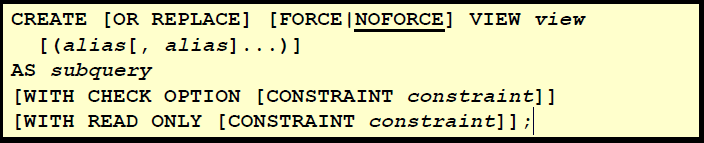 CREATE [OR REPLACE] [FORCE|NOFORCE] VIEW view
[(alias[, alias]...)]
AS subquery
[WITH CHECK OPTION [CONSTRAINT constraint]]
[WITH READ ONLY [CONSTRAINT constraint]];